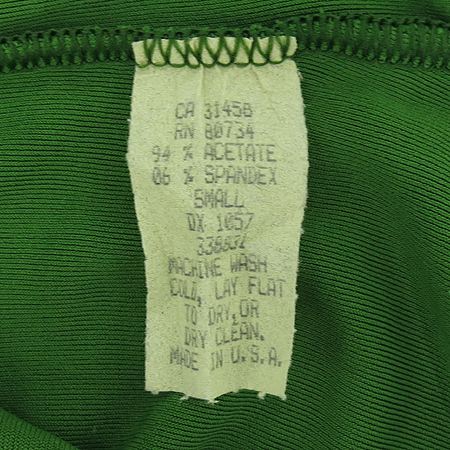 CA 31458
RN 80734
94 % ACETATE
06 % SPANDEX
SMALL
DX 1057
MACHINE WASH
COLD, LAY FLAT
TO DRY, OR
DRY CLEAN.
MADE IN U.S.A.